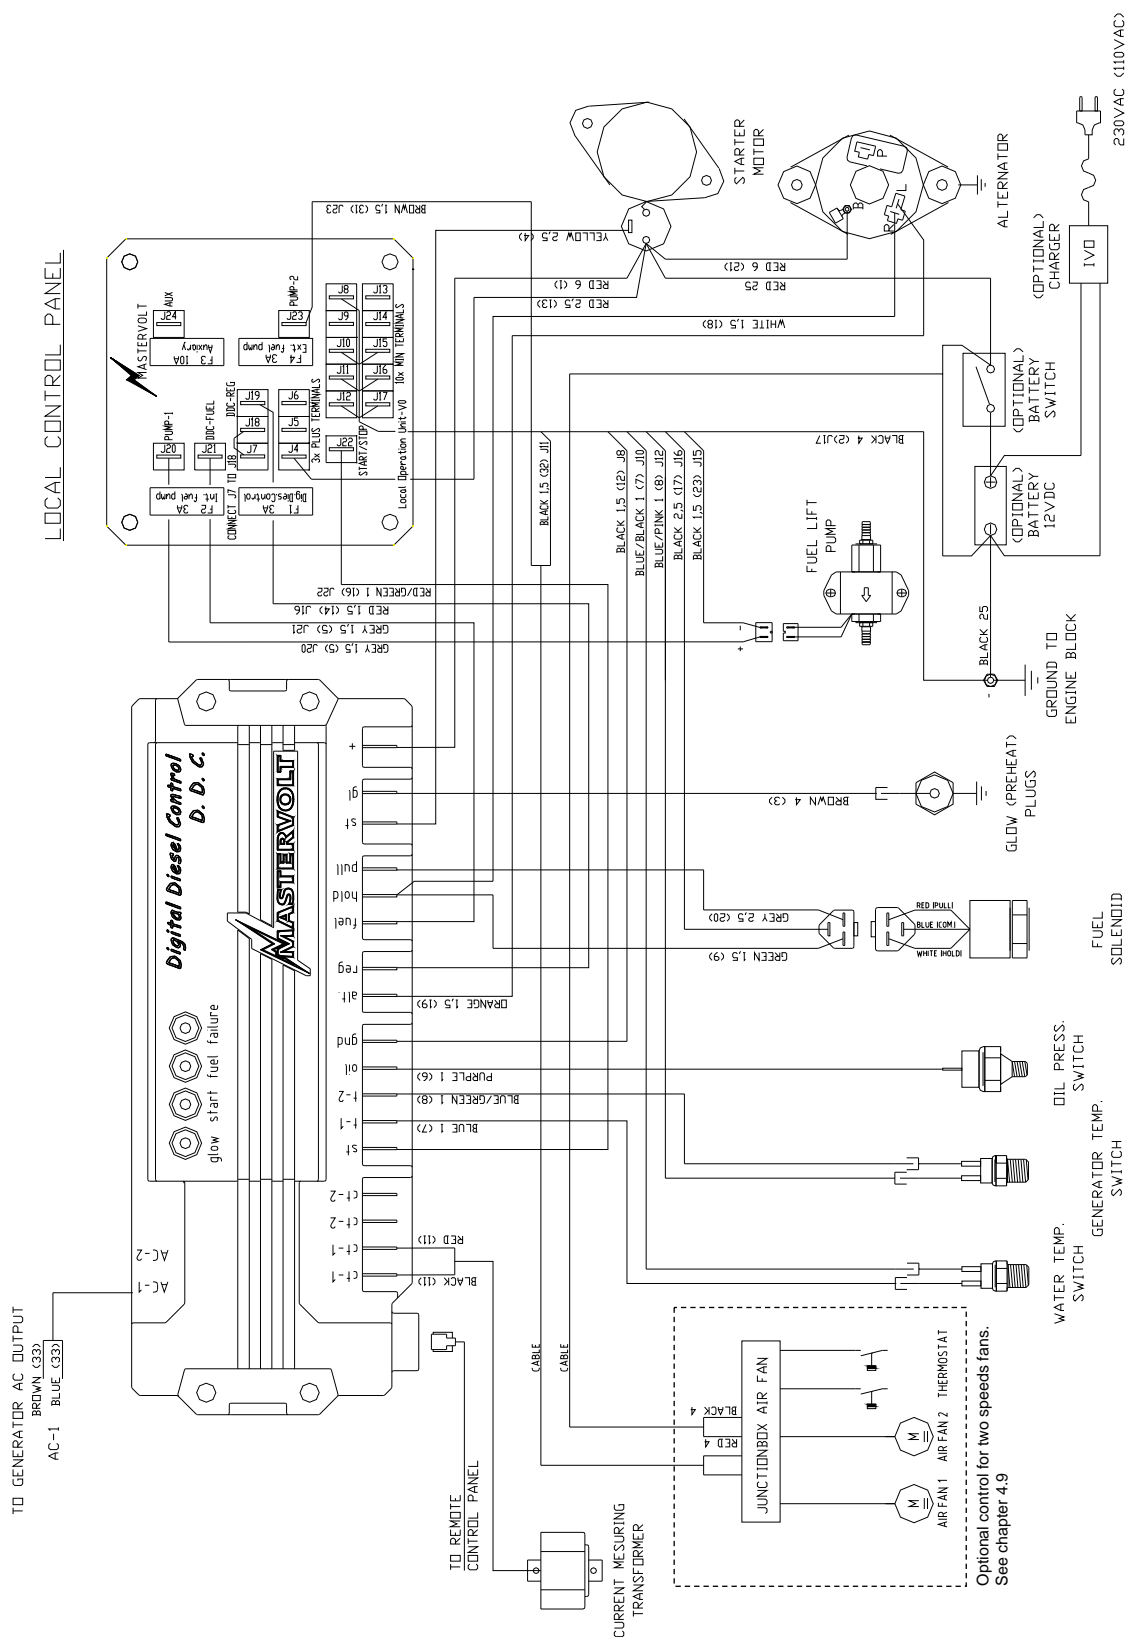 LOCAL CONTROL PANEL
MASTERVOLT
J24
AUX
F3 10A
Auxiory
J23
PUMP-2
F4 3A
Ext. Fuel pump
J8
J13
J9
J14
J10
J15
J11
J16
J12
J17
10x MIN TERMINALS
J19
DDC-REG
J18
J7
J6
J5
J4
3x PLUS TERMINALS
J22
START/STOP
Local Operation Unit-V0
J20
PUMP-1
J21
DDC-FUEL
CONNECT J7 TO J18
F2 3A
Int. fuel pump
F1 3A
Dig.Dies.Control
BROWN 1,5 (31) J23
YELLOW 2,5 (4)
RED 6 (21)
RED 6 (1)
RED 25
RED 2,5 (13)
WHITE 1,5 (18)
STARTER
MOTOR
B
R
L
P
ALTERNATOR
230VAC (110VAC)
(OPTIONAL)
CHARGER
IVO
(OPTIONAL)
BATTERY
SWITCH
(OPIONAL)
BATTERY
12VDC
BLACK 4 (2)J17
BLACK 1,5 (32) J11
BLACK 1,5 (12) J8
BLUE/BLACK 1 (7) J10
BLUE/PINK 1 (8) J12
BLACK 2,5 (17) J16
BLACK 1,5 (23) J15
FUEL LIFT
PUMP
RED/GREEN 1 (16) J22
RED 1,5 (14) J16
GREY 1,5 (5) J21
GREY 1,5 (5) J20
-
+
BLACK 25
-
GROUND TO
ENGINE BLOCK
Digital Diesel Control
D. D. C.
MASTERVOLT
glow start fuel failure
+
gl
st
pull
hold
fuel
reg
alt.
gnd
oil
t-2
t-1
st
ct-2
ct-2
ct-1
ct-1
AC-2
AC-1
BROWN 4 (3)
GLOW (PREHEAT)
PLUGS
GREY 2,5 (20)
GREEN 1,5 (9)
RED (PULL)
BLUE (COM)
WHITE (HOLD)
FUEL
SOLENOID
ORANGE 1,5 (19)
PURPLE 1 (6)
BLUE/GREEN 1 (8)
BLUE 1 (7)
RED (11)
BLACK (11)
OIL PRESS.
SWITCH
GENERATOR TEMP.
SWITCH
WATER TEMP.
SWITCH
TO GENERATOR AC OUTPUT
BROWN (33)
AC-1 BLUE (33)
CABLE
CABLE
BLACK 4
RED 4
JUNCTIONBOX AIR FAN
THERMOSTAT
M
AIR FAN 2
M
AIR FAN 1
Optional control for two speeds fans.
See chapter 4.9
TO REMOTE
CONTROL PANEL
CURRENT MESURING
TRANSFORMER